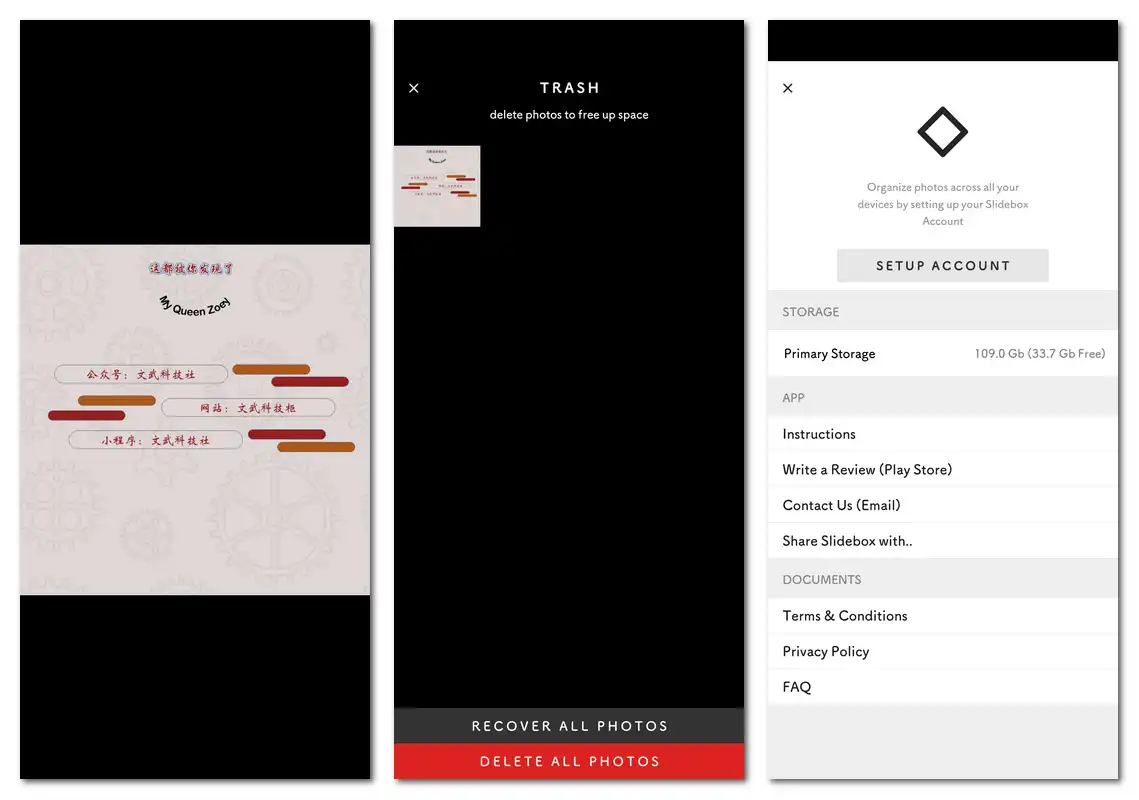 这都被你发现了
My Queen Zoey
公众号：文武科技社
网站：文武科技柜
小程序：文武科技社
TRASH
delete photos to free up space
RECOVER ALL PHOTOS
DELETE ALL PHOTOS
Organize photos across all your
devices by setting up your Slidebox
Account
SETUP ACCOUNT
STORAGE
Primary Storage 109.0 Gb (33.7 Gb Free)
APP
Instructions
Write a Review (Play Store)
Contact Us (Email)
Share Slidebox with..
DOCUMENTS
Terms & Conditions
Privacy Policy
FAQ